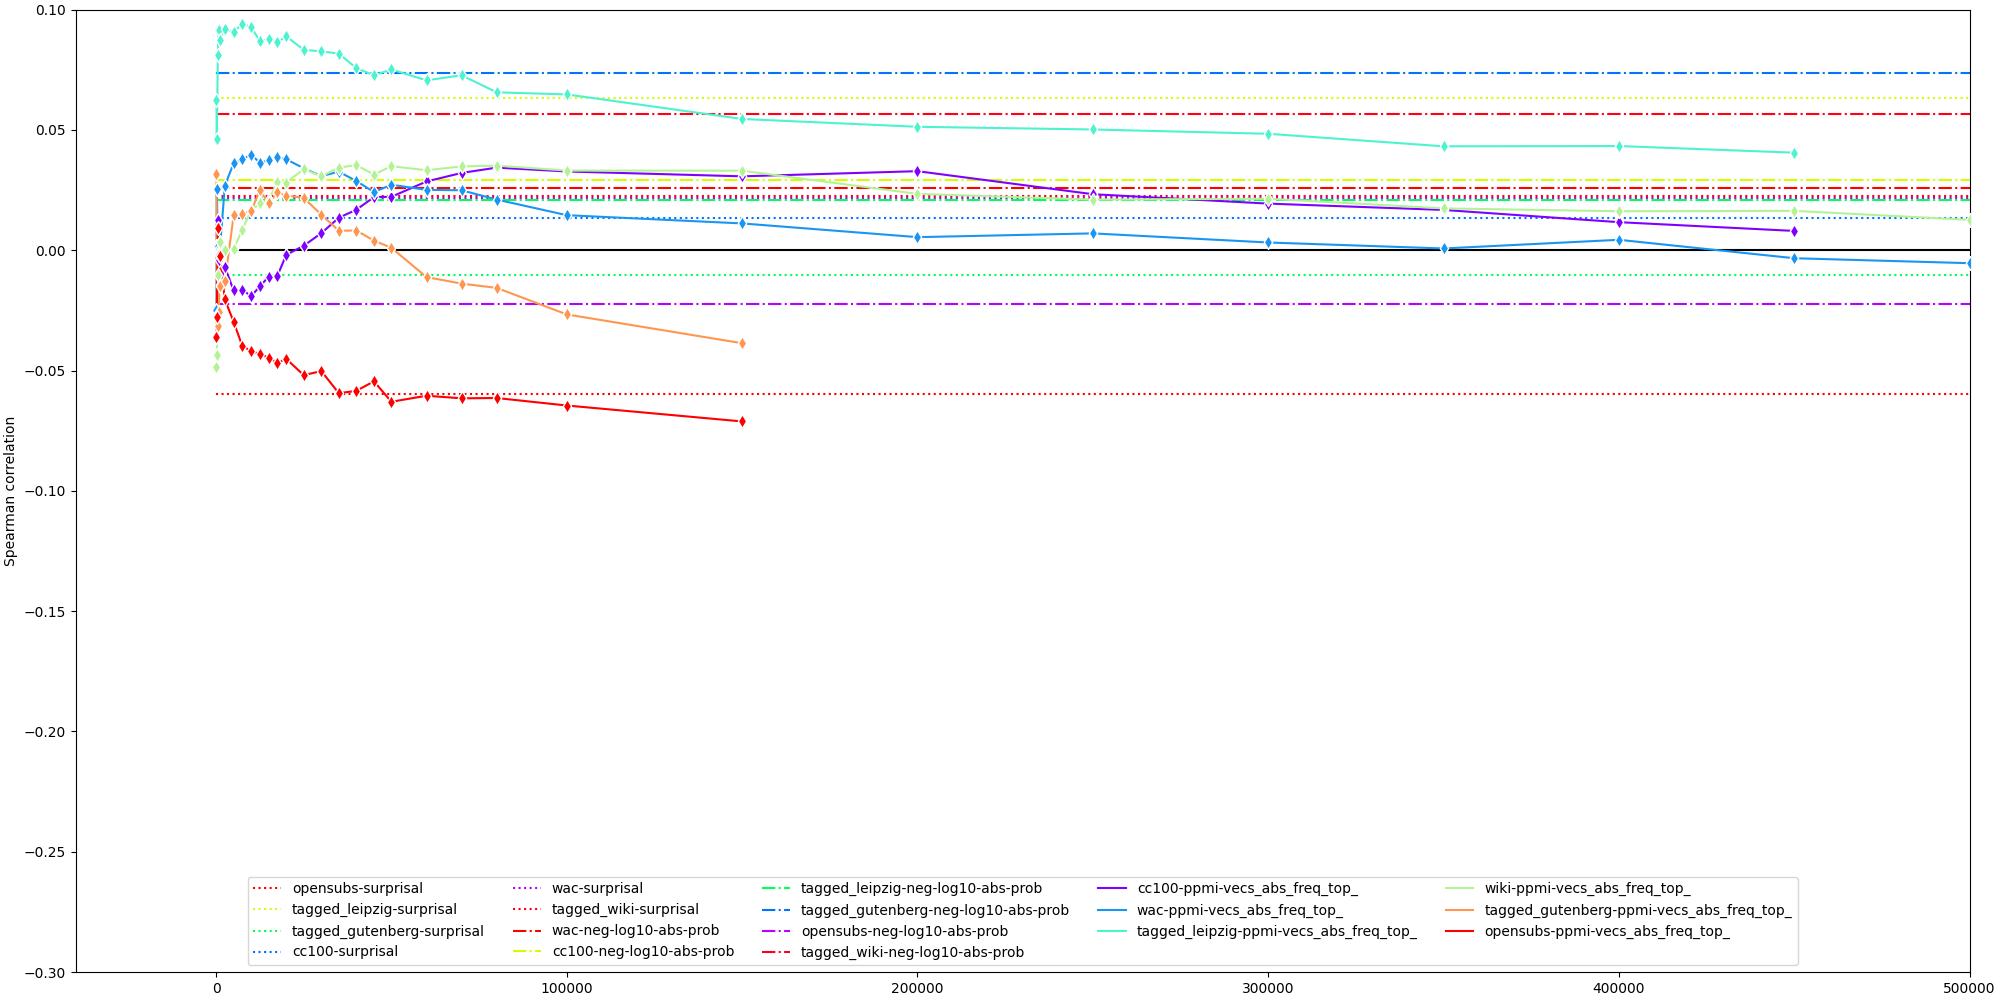 0.10
0.05
0.00
−0.05
−0.10
−0.15
−0.20
−0.25
−0.30
Spearman correlation
opensubs-surprisal
tagged_leipzig-surprisal
tagged_gutenberg-surprisal
cc100-surprisal
wac-surprisal
tagged_wiki-surprisal
wac-neg-log10-abs-prob
cc100-neg-log10-abs-prob
tagged_leipzig-neg-log10-abs-prob
tagged_gutenberg-neg-log10-abs-prob
opensubs-neg-log10-abs-prob
tagged_wiki-neg-log10-abs-prob
cc100-ppmi-vecs_abs_freq_top_
wac-ppmi-vecs_abs_freq_top_
tagged_leipzig-ppmi-vecs_abs_freq_top_
wiki-ppmi-vecs_abs_freq_top_
tagged_gutenberg-ppmi-vecs_abs_freq_top_
opensubs-ppmi-vecs_abs_freq_top_
0 100000 200000 300000 400000 500000